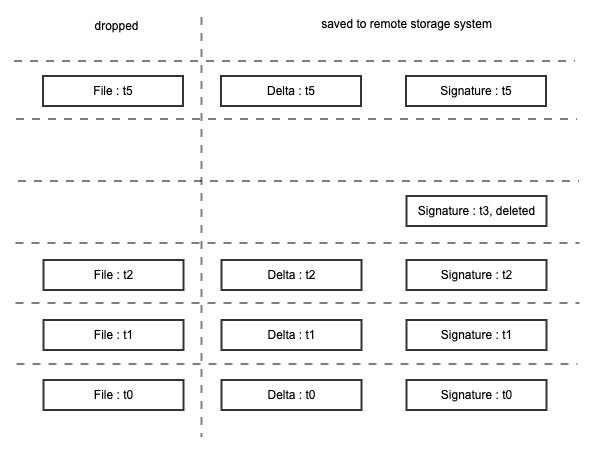 dropped
saved to remote storage system
File : t5
Delta : t5
Signature : t5
Signature : t3, deleted
File : t2
Delta : t2
Signature : t2
File : t1
Delta : t1
Signature : t1
File : t0
Delta : t0
Signature : t0